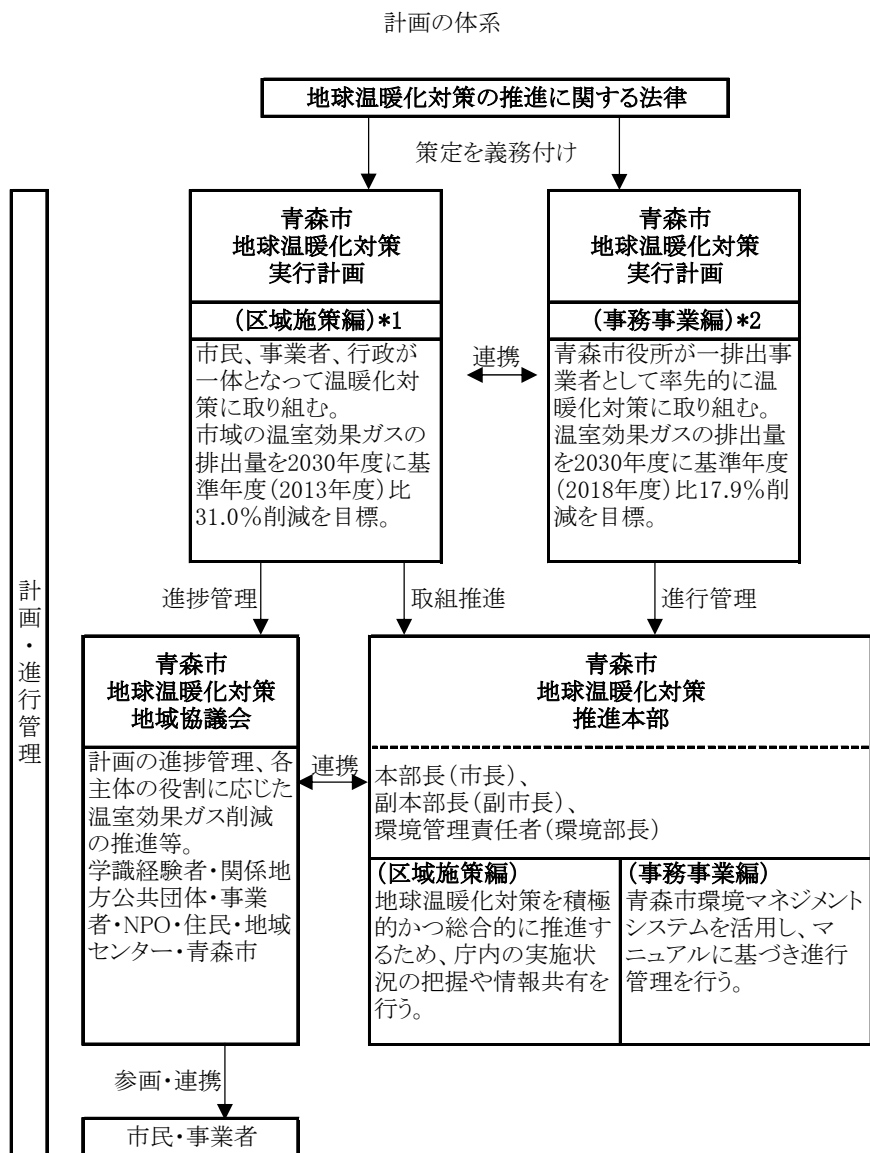 計画の体系
地球温暖化対策の推進に関する法律
策定を義務付け
青森市
地球温暖化対策
実行計画
(区域施策編)*1
市民、事業者、行政が
一体となって温暖化対
策に取り組む。
市域の温室効果ガスの
排出量を2030年度に基
準年度(2013年度)比
31.0%削減を目標。
連携
青森市
地球温暖化対策
実行計画
(事務事業編)*2
青森市役所が一排出事
業者として率先的に温
暖化対策に取り組む。
温室効果ガスの排出量
を2030年度に基準年度
(2018年度)比17.9%削
減を目標。
計画・進行管理
進捗管理
取組推進
進行管理
青森市
地球温暖化対策
地域協議会
計画の進捗管理、各
主体の役割に応じた
温室効果ガス削減
の推進等。
学識経験者・関係地
方公共団体・事業
者・NPO・住民・地域
センター・青森市
連携
青森市
地球温暖化対策
推進本部
本部長(市長)、
副本部長(副市長)、
環境管理責任者(環境部長)
(区域施策編)
地球温暖化対策を積極
的かつ総合的に推進す
るため、庁内の実施状
況の把握や情報共有を
行う。
(事務事業編)
青森市環境マネジメント
システムを活用し、マ
ニュアルに基づき進行
管理を行う。
参画・連携
市民・事業者